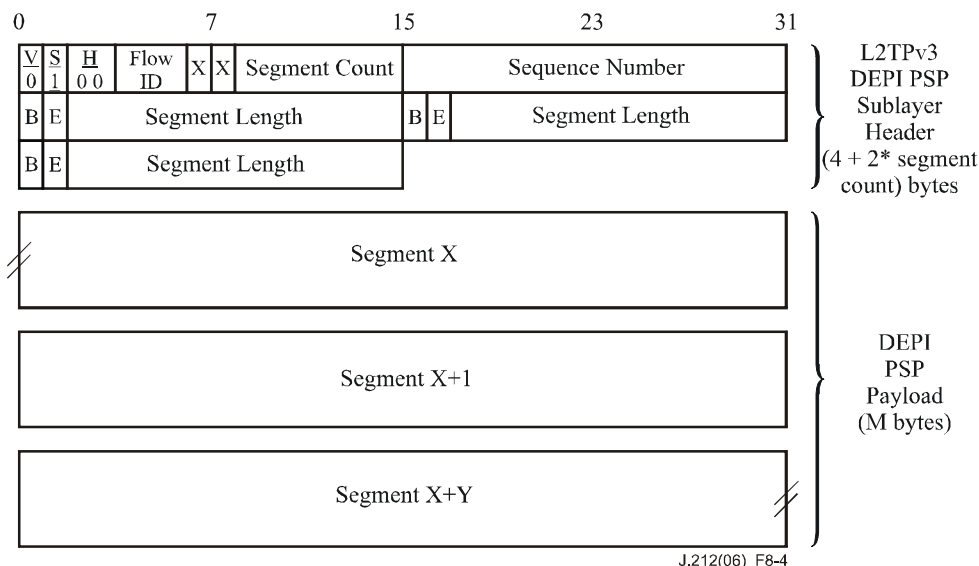 0 7 15 23 31
V S H Flow ID X X Segment Count Sequence Number
0 1 0 0
B E Segment Length B E Segment Length
B E Segment Length
L2TPv3
DEPI PSP
Sublayer
Header
(4 + 2* segment
count) bytes
Segment X
Segment X+1
Segment X+Y
DEPI
PSP
Payload
(M bytes)
J.212(06)_F8-4